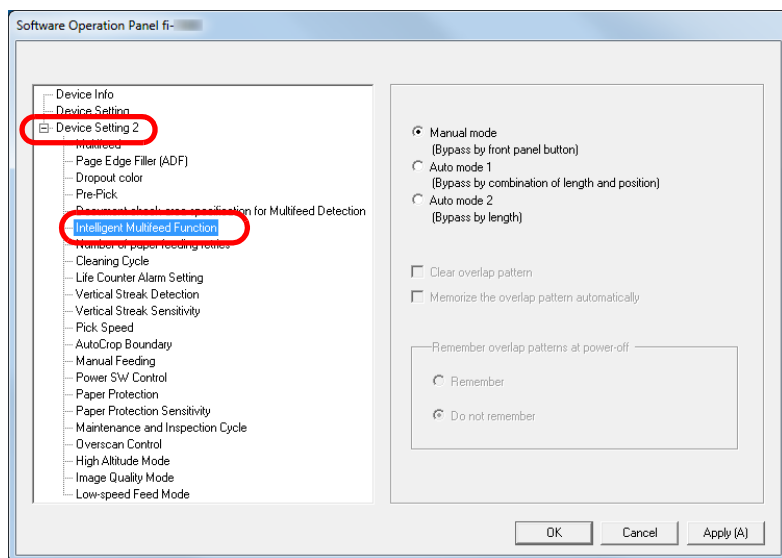 Software Operation Panel fi-
Device Info
Device Setting
Device Setting 2
Multifeed
Page Edge Filler (ADF)
Dropout color
Pre-Pick
Document check area specification for Multifeed Detection
Intelligent Multifeed Function
Number of paper feeding retries
Cleaning Cycle
Life Counter Alarm Setting
Vertical Streak Detection
Vertical Streak Sensitivity
Pick Speed
AutoCrop Boundary
Manual Feeding
Power SW Control
Paper Protection
Paper Protection Sensitivity
Maintenance and Inspection Cycle
Overscan Control
High Altitude Mode
Image Quality Mode
Low-speed Feed Mode
Manual mode
(Bypass by front panel button)
Auto mode 1
(Bypass by combination of length and position)
Auto mode 2
(Bypass by length)
Clear overlap pattern
Memorize the overlap pattern automatically
Remember overlap patterns at power-off
Remember
Do not remember
OK
Cancel
Apply (A)